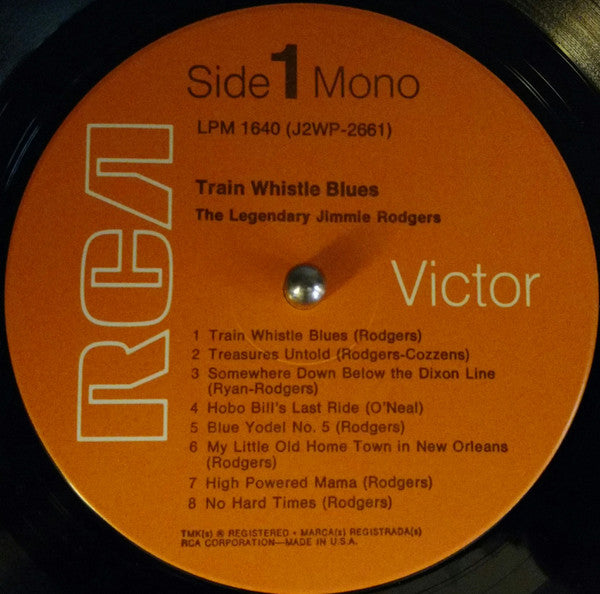 Side 1 Mono
LPM 1640 (J2WP-2661)
Train Whistle Blues
The Legendary Jimmie Rodgers
RCA
Victor
1 Train Whistle Blues (Rodgers)
2 Treasures Untold (Rodgers-Cozzens)
3 Somewhere Down Below the Dixon Line
(Ryan-Rodgers)
4 Hobo Bill's Last Ride (O'Neal)
5 Blue Yodel No. 5 (Rodgers)
6 My Little Old Home Town in New Orleans
(Rodgers)
7 High Powered Mama (Rodgers)
8 No Hard Times (Rodgers)
TMK(s) ® REGISTERED • MARCA(s) REGISTRADA(s)
RCA CORPORATION—MADE IN U.S.A.